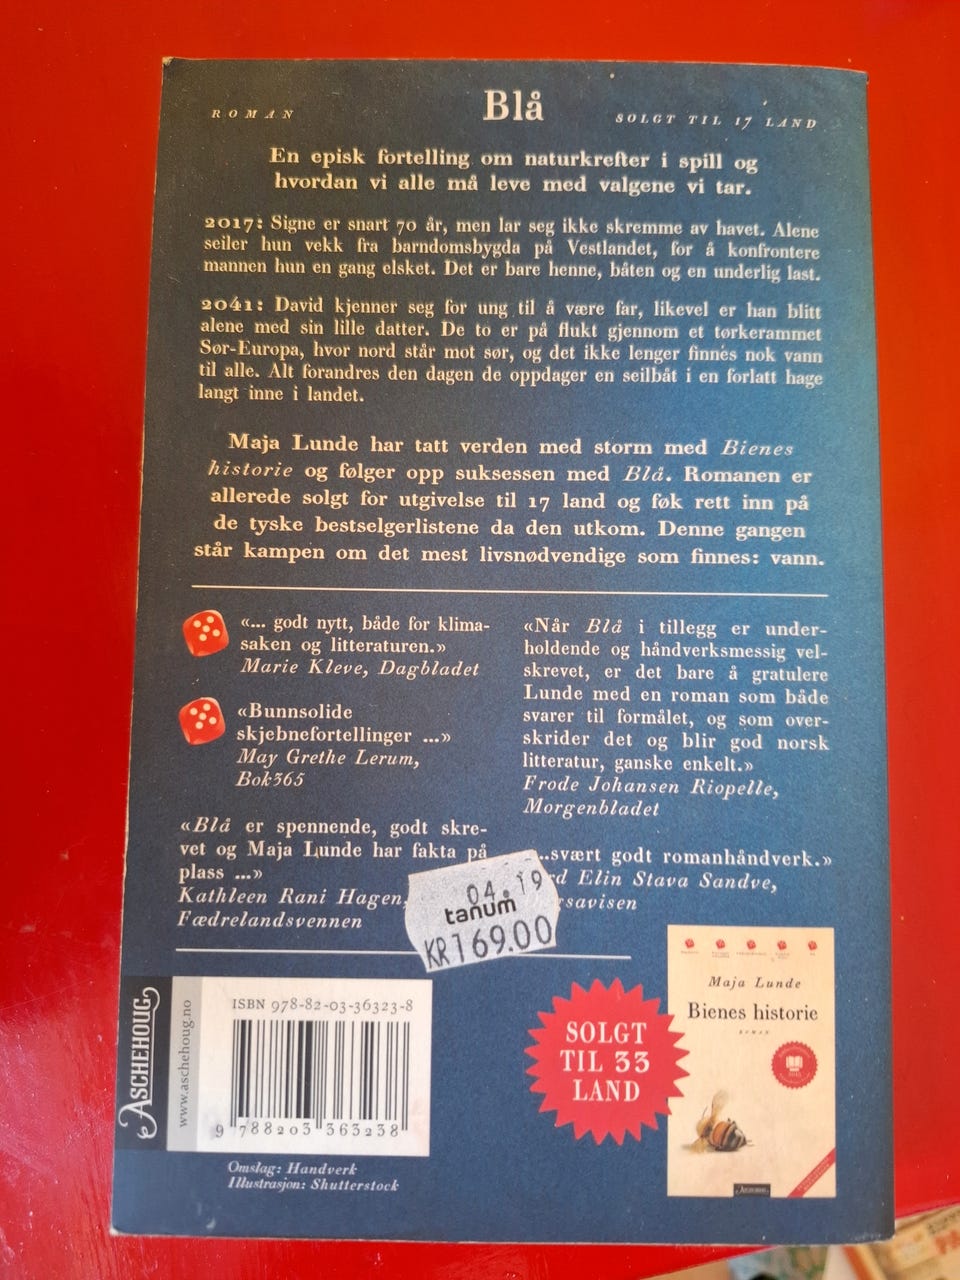 ROMAN
Blå
SOLGT TIL 17 LAND
En episk fortelling om naturkrefter i spill og
hvordan vi alle må leve med valgene vi tar.
2017: Signe er snart 70 år, men lar seg ikke skremme av havet. Alene
seiler hun vekk fra barndomsbygda på Vestlandet, for å konfrontere
mannen hun en gang elsket. Det er bare henne, båten og en underlig last.
2041: David kjenner seg for ung til å være far, likevel er han blitt
alene med sin lille datter. De to er på flukt gjennom et tørkerammet
Sør-Europa, hvor nord står mot sør, og det ikke lenger finnes nok vann
til alle. Alt forandres den dagen de oppdager en seilbåt i en forlatt hage
langt inne i landet.
Maja Lunde har tatt verden med storm med Bienes
historie og følger opp suksessen med Blå. Romanen er
allerede solgt for utgivelse til 17 land og føk rett inn på
de tyske bestselgerlistene da den utkom. Denne gangen
står kampen om det mest livsnødvendige som finnes: vann.
«... godt nytt, både for klima-
saken og litteraturen.»
Marie Kleve, Dagbladet
«Bunnsolide
skjebnefortellinger ...»
May Grethe Lerum,
Bok365
«Blå er spennende, godt skre-
vet og Maja Lunde har fakta på
plass ...»
Kathleen Rani Hagen,
Fædrelandsvennen
«Når Blå i tillegg er under-
holdende og håndverksmessig vel-
skrevet, er det bare å gratulere
Lunde med en roman som både
svarer til formålet, og som over-
skrider det og blir god norsk
litteratur, ganske enkelt.»
Frode Johansen Riopelle,
Morgenbladet
...svært godt romanhåndverk.»
Elin Stava Sandve,
04.19
tanum
KR 169.00
ASCHEHOUG
www.aschehoug.no
ISBN 978-82-03-36323-8
9 788203 363238
Omslag: Handverk
Illustrasjon: Shutterstock
SOLGT
TIL 33
LAND
Maja Lunde
Bienes historie
ROMAN